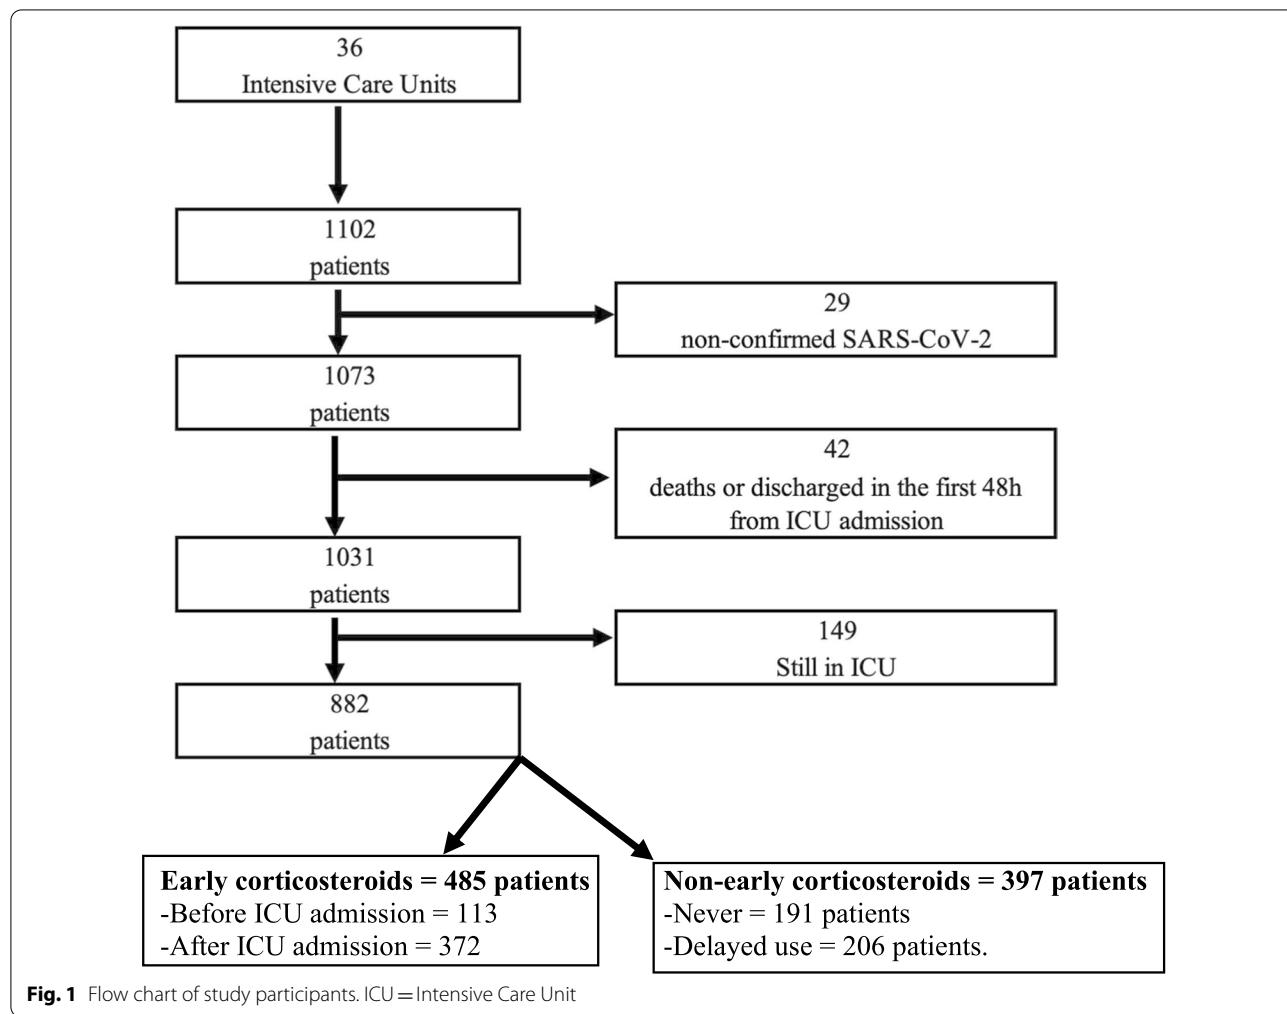 36
Intensive Care Units
1102
patients
29
non-confirmed SARS-CoV-2
1073
patients
42
deaths or discharged in the first 48h
from ICU admission
1031
patients
149
Still in ICU
882
patients
Early corticosteroids = 485 patients
-Before ICU admission = 113
-After ICU admission = 372
Non-early corticosteroids = 397 patients
-Never = 191 patients
-Delayed use = 206 patients.
Fig. 1 Flow chart of study participants. ICU = Intensive Care Unit